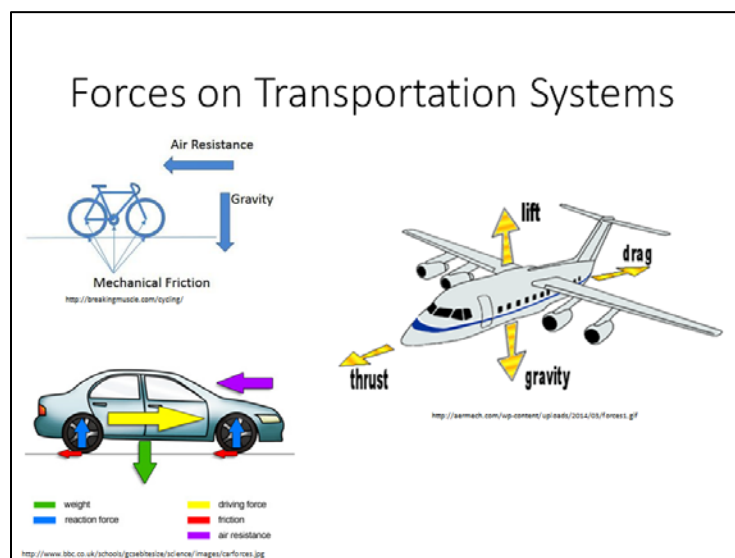 Forces on Transportation Systems
Air Resistance
Gravity
Mechanical Friction
http://breakingmuscle.com/cycling/
lift
drag
thrust
gravity
http://aermech.com/wp-content/uploads/2014/05/forces1.gif
weight
driving force
reaction force
friction
air resistance
http://www.bbc.co.uk/schools/gcsebitesize/science/images/carforces.jpg